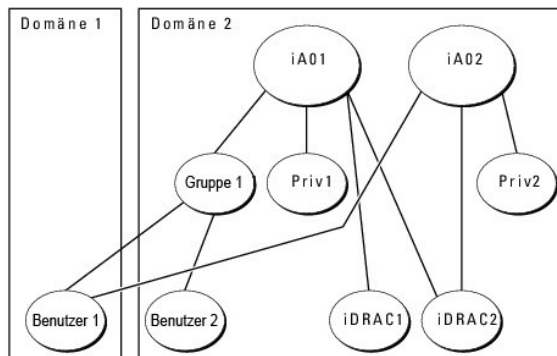 Domäne 1
Domäne 2
iA01
iA02
Gruppe 1
Priv1
Priv2
Benutzer 1
Benutzer 2
iDRAC1
iDRAC2